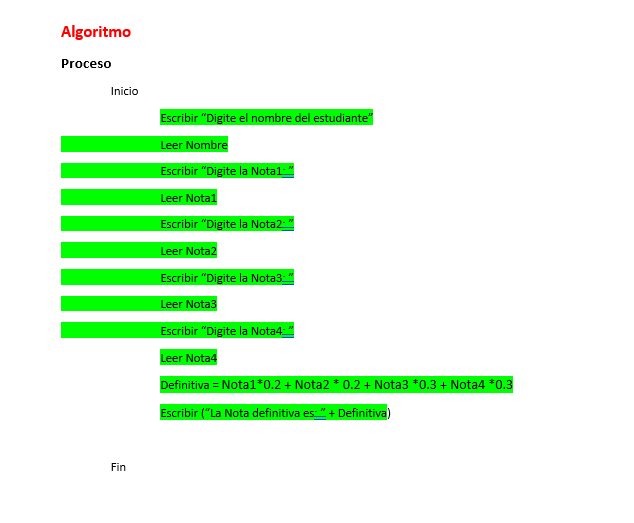 Algoritmo
Proceso
Inicio
Escribir “Digite el nombre del estudiante”
Leer Nombre
Escribir “Digite la Nota1: ”
Leer Nota1
Escribir “Digite la Nota2: ”
Leer Nota2
Escribir “Digite la Nota3: ”
Leer Nota3
Escribir “Digite la Nota4: ”
Leer Nota4
Definitiva = Nota1*0.2 + Nota2 * 0.2 + Nota3 *0.3 + Nota4 *0.3
Escribir (“La Nota definitiva es: ” + Definitiva)
Fin